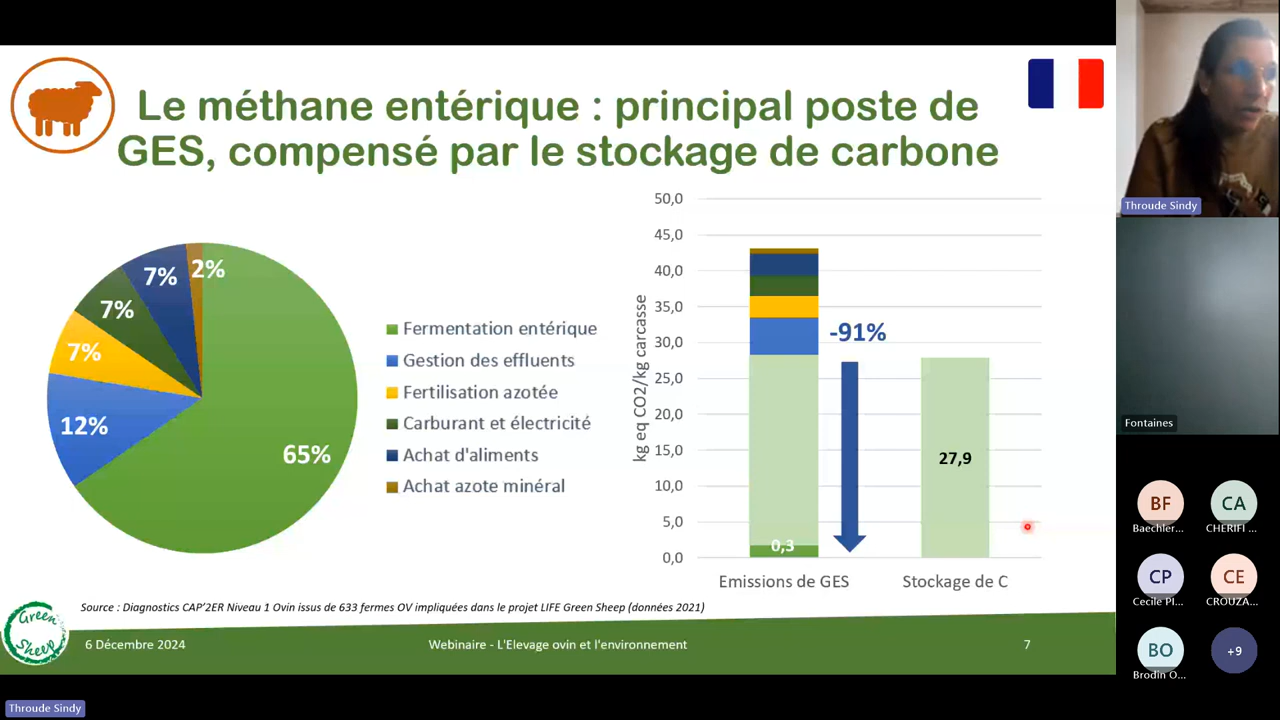 Le méthane entérique : principal poste de
GES, compensé par le stockage de carbone
65%
12%
7%
7%
7%
2%
Fermentation entérique
Gestion des effluents
Fertilisation azotée
Carburant et électricité
Achat d'aliments
Achat azote minéral
kg eq CO2/kg carcasse
50,0
45,0
40,0
35,0
30,0
25,0
20,0
15,0
10,0
5,0
0,0
-91%
0,3
27,9
Emissions de GES
Stockage de C
Source : Diagnostics CAP'2ER Niveau 1 Ovin issus de 633 fermes OV impliquées dans le projet LIFE Green Sheep (données 2021)
Green
Sheep
6 Décembre 2024
Webinaire - L'Elevage ovin et l'environnement
7
Throude Sindy
Fontaines
BF
Baechler...
CA
CHERIFI ...
CP
Cecile PI...
CE
CROUZA...
BO
Brodin O...
+9
Throude Sindy